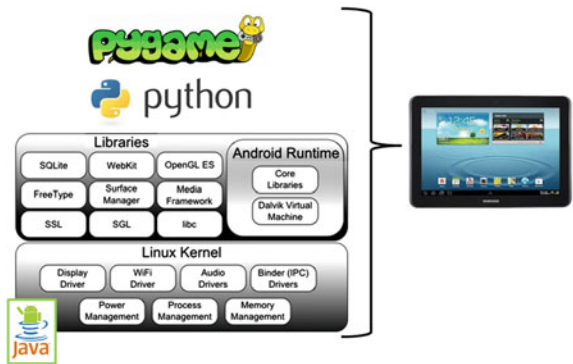 pygame
python
Libraries
SQLite
WebKit
OpenGL ES
FreeType
Surface
Manager
Media
Framework
SSL
SGL
libc
Android Runtime
Core
Libraries
Dalvik Virtual
Machine
Linux Kernel
Display
Driver
WiFi
Driver
Audio
Drivers
Binder (IPC)
Drivers
Power
Management
Process
Management
Memory
Management
Java
SAMSUNG